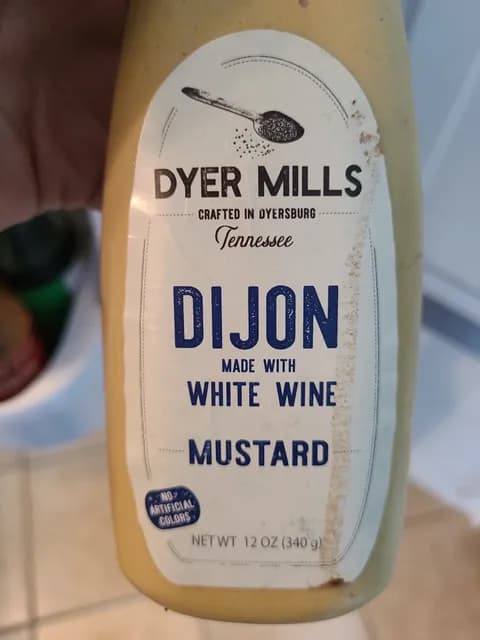 DYER MILLS
CRAFTED IN DYERSBURG
Tennessee
DIJON
MADE WITH
WHITE WINE
MUSTARD
NO
ARTIFICIAL
COLORS
NET WT 12 OZ (340 g)